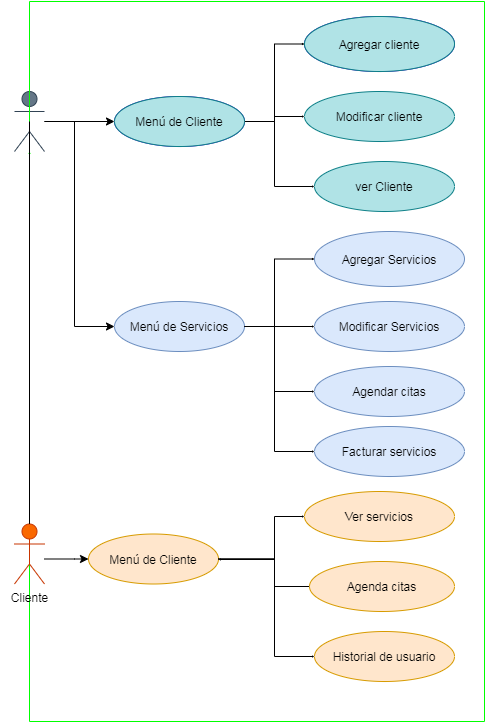 Agregar cliente
Menú de Cliente
Modificar cliente
ver Cliente
Agregar Servicios
Menú de Servicios
Modificar Servicios
Agendar citas
Facturar servicios
Ver servicios
Menú de Cliente
Agenda citas
Cliente
Historial de usuario